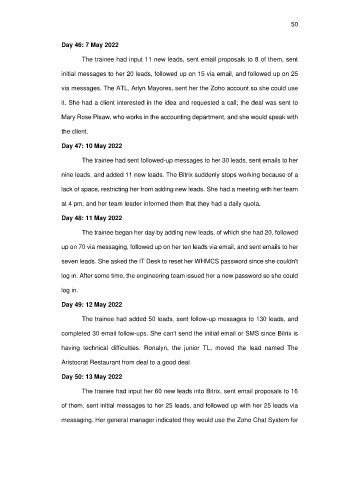 50
Day 46: 7 May 2022
The trainee had input 11 new leads, sent email proposals to 8 of them, sent
initial messages to her 20 leads, followed up on 15 via email, and followed up on 25
via messages. The ATL, Arlyn Mayores, sent her the Zoho account so she could use
it. She had a client interested in the idea and requested a call; the deal was sent to
Mary Rose Pisaw, who works in the accounting department, and she would speak with
the client.
Day 47: 10 May 2022
The trainee had sent followed-up messages to her 30 leads, sent emails to her
nine leads, and added 11 new leads. The Bitrix suddenly stops working because of a
lack of space, restricting her from adding new leads. She had a meeting with her team
at 4 pm, and her team leader informed them that they had a daily quota.
Day 48: 11 May 2022
The trainee began her day by adding new leads, of which she had 20, followed
up on 70 via messaging, followed up on her ten leads via email, and sent emails to her
seven leads. She asked the IT Desk to reset her WHMCS password since she couldn't
log in. After some time, the engineering team issued her a new password so she could
log in.
Day 49: 12 May 2022
The trainee had added 50 leads, sent follow-up messages to 130 leads, and
completed 30 email follow-ups. She can't send the initial email or SMS since Bitrix is
having technical difficulties. Ronalyn, the junior TL, moved the lead named The
Aristocrat Restaurant from deal to a good deal.
Day 50: 13 May 2022
The trainee had input her 60 new leads into Bitrix, sent email proposals to 16
of them, sent initial messages to her 25 leads, and followed up with her 25 leads via
messaging. Her general manager indicated they would use the Zoho Chat System for